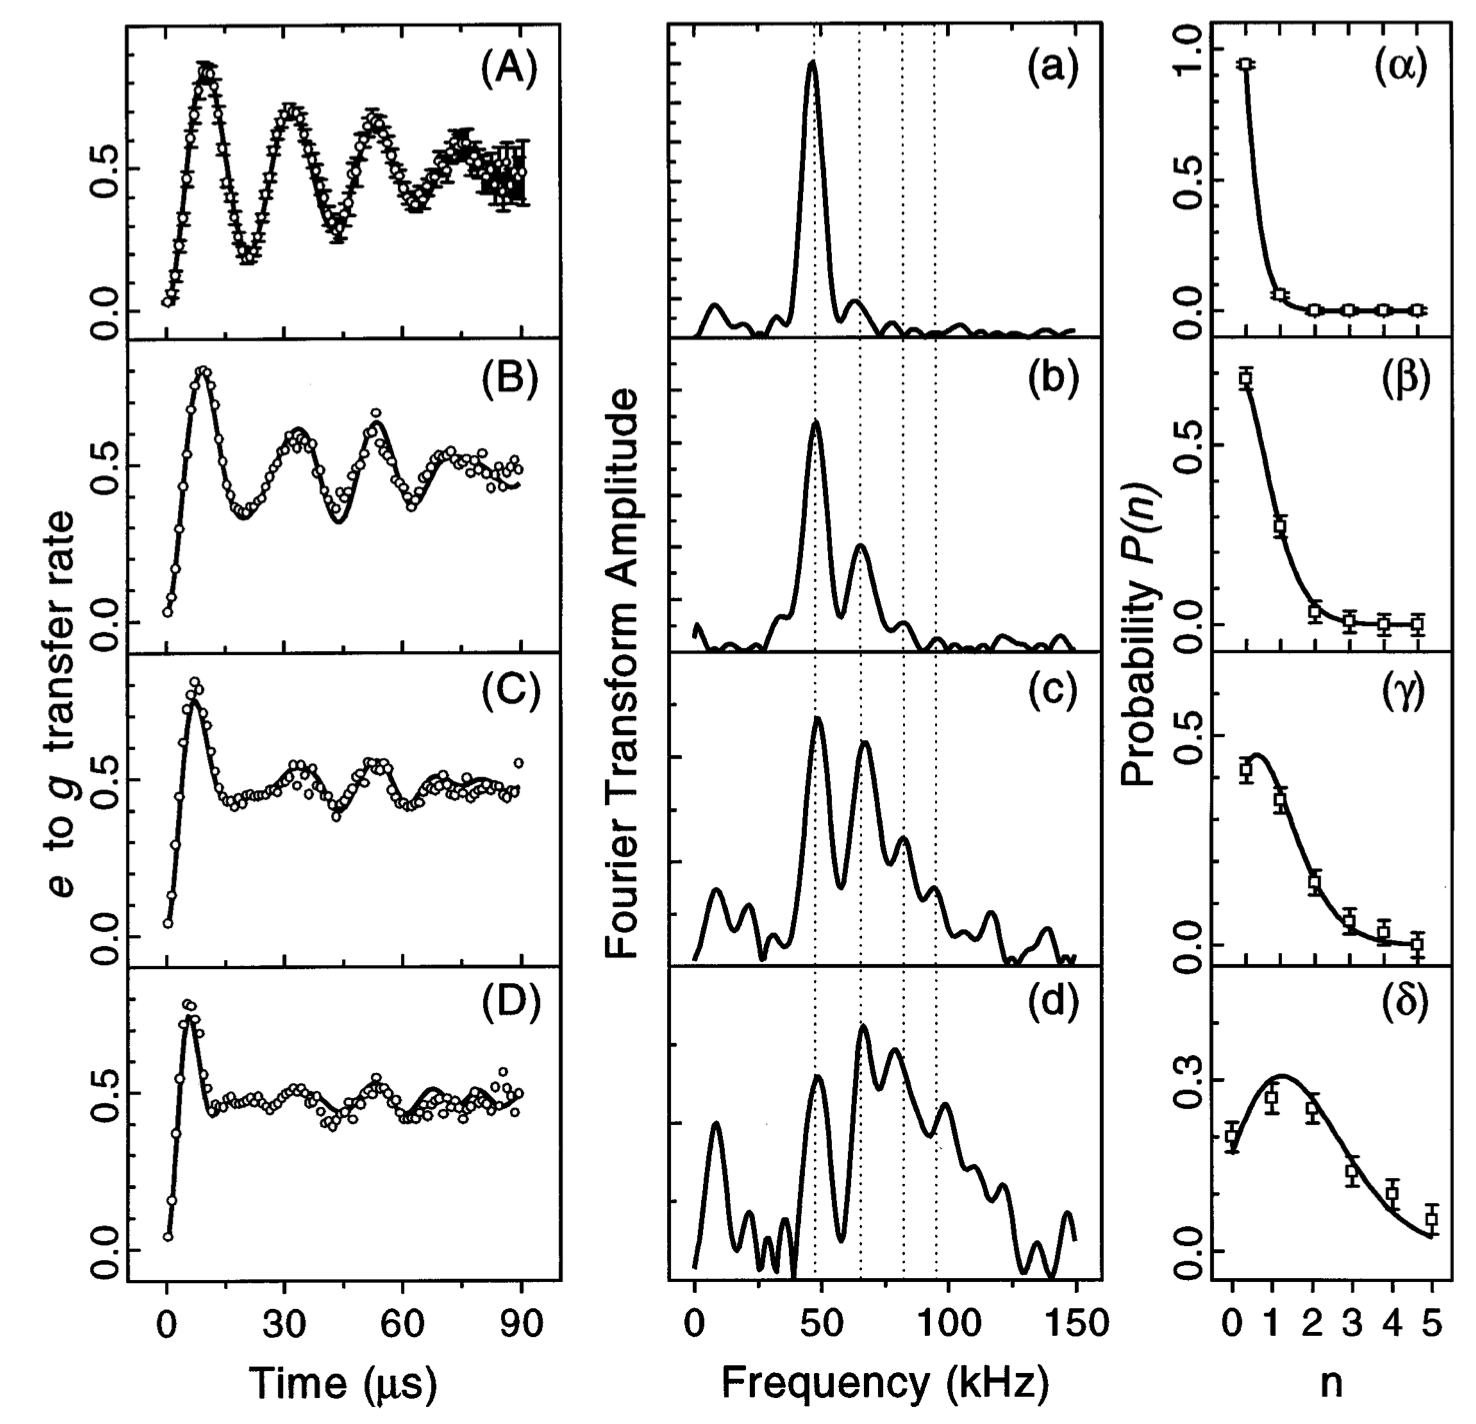 (A)
(a)
(α)
0.5
0.0
1.0
0.5
0.0
(B)
(b)
(β)
0.5
0.0
0.5
0.0
(C)
(c)
(γ)
0.5
0.0
0.5
0.0
(D)
(d)
(δ)
0.5
0.0
0.3
0.0
e to g transfer rate
Fourier Transform Amplitude
Probability P(n)
0 30 60 90
0 50 100 150
0 1 2 3 4 5
Time (μs)
Frequency (kHz)
n